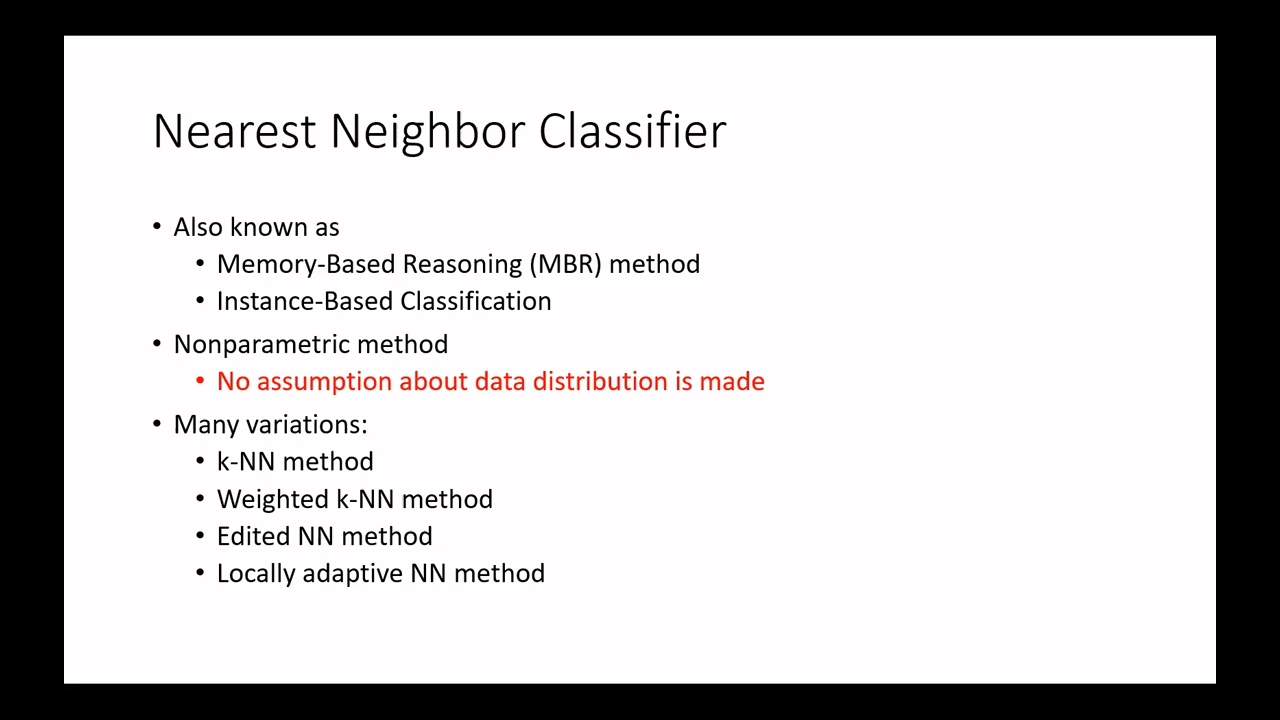 Nearest Neighbor Classifier
• Also known as
• Memory-Based Reasoning (MBR) method
• Instance-Based Classification
• Nonparametric method
• No assumption about data distribution is made
• Many variations:
• k-NN method
• Weighted k-NN method
• Edited NN method
• Locally adaptive NN method